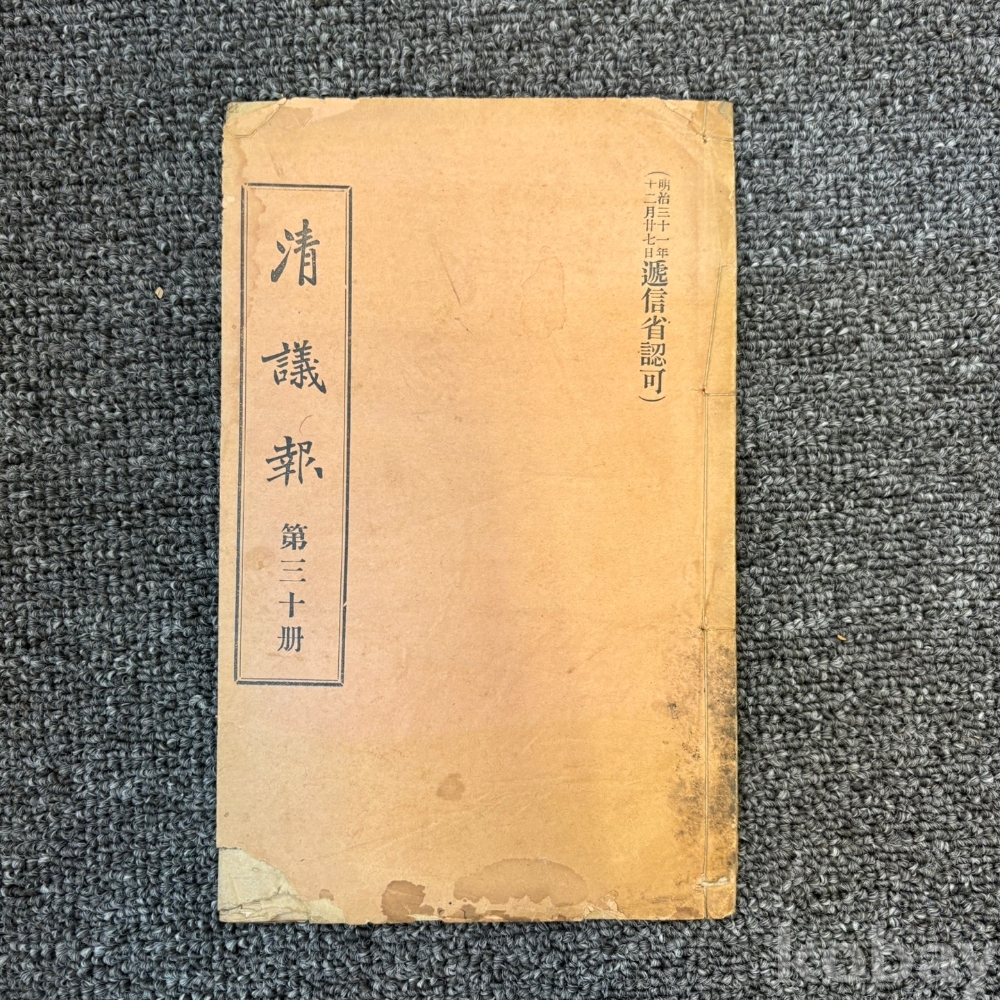 （明治三十一年
十二月廿七日
遞信省認可）
清議報
第三十册
kobay